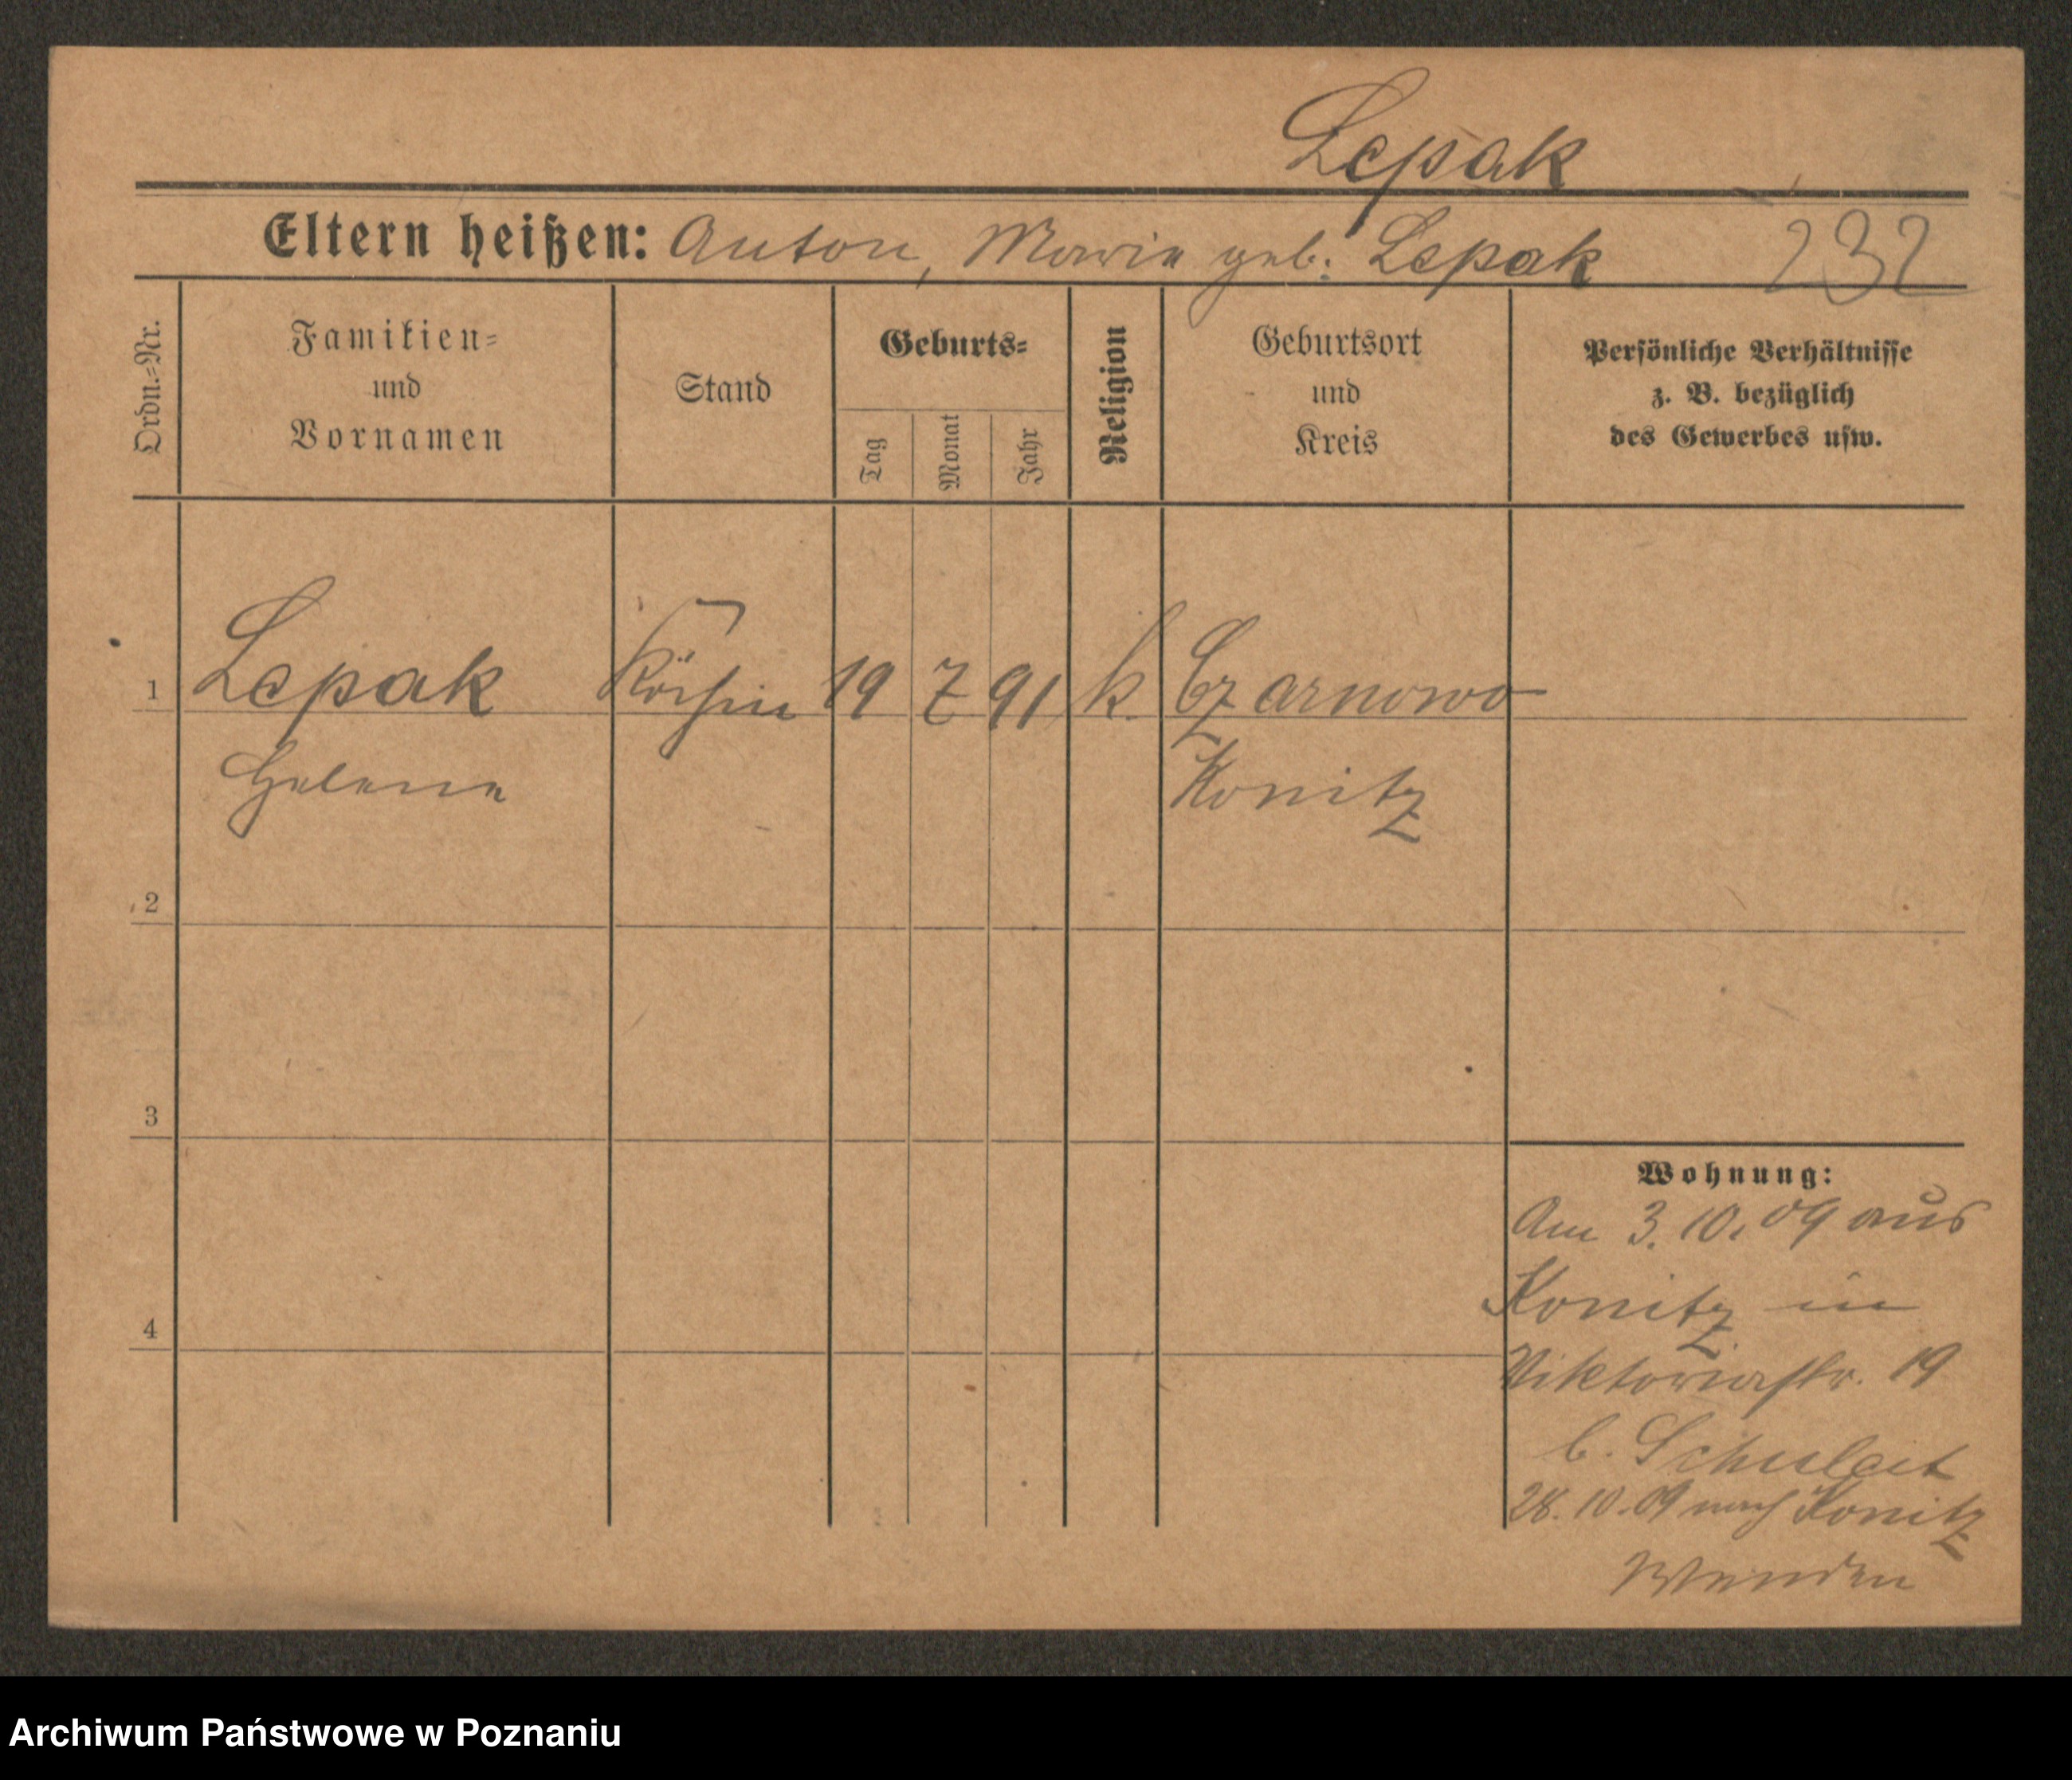 Lepak
Eltern heißen: Anton, Marie geb. Lepak 232
Ordn.-Nr.
Familien-
und
Vornamen
Stand
Geburts-
Tag
Monat
Jahr
Religion
Geburtsort
und
Kreis
Persönliche Verhältnisse
z. B. bezüglich
des Gewerbes usw.
1 Lepak Köchin 19 7 91 k. Czarnowo
Helene Konitz
2
3
4
Wohnung:
Am 3. 10. 09 aus
Konitz in
Viktoriastr. 19
b. Schuleit
28. 10. 09 nach Konitz
Wenden
Archiwum Państwowe w Poznaniu